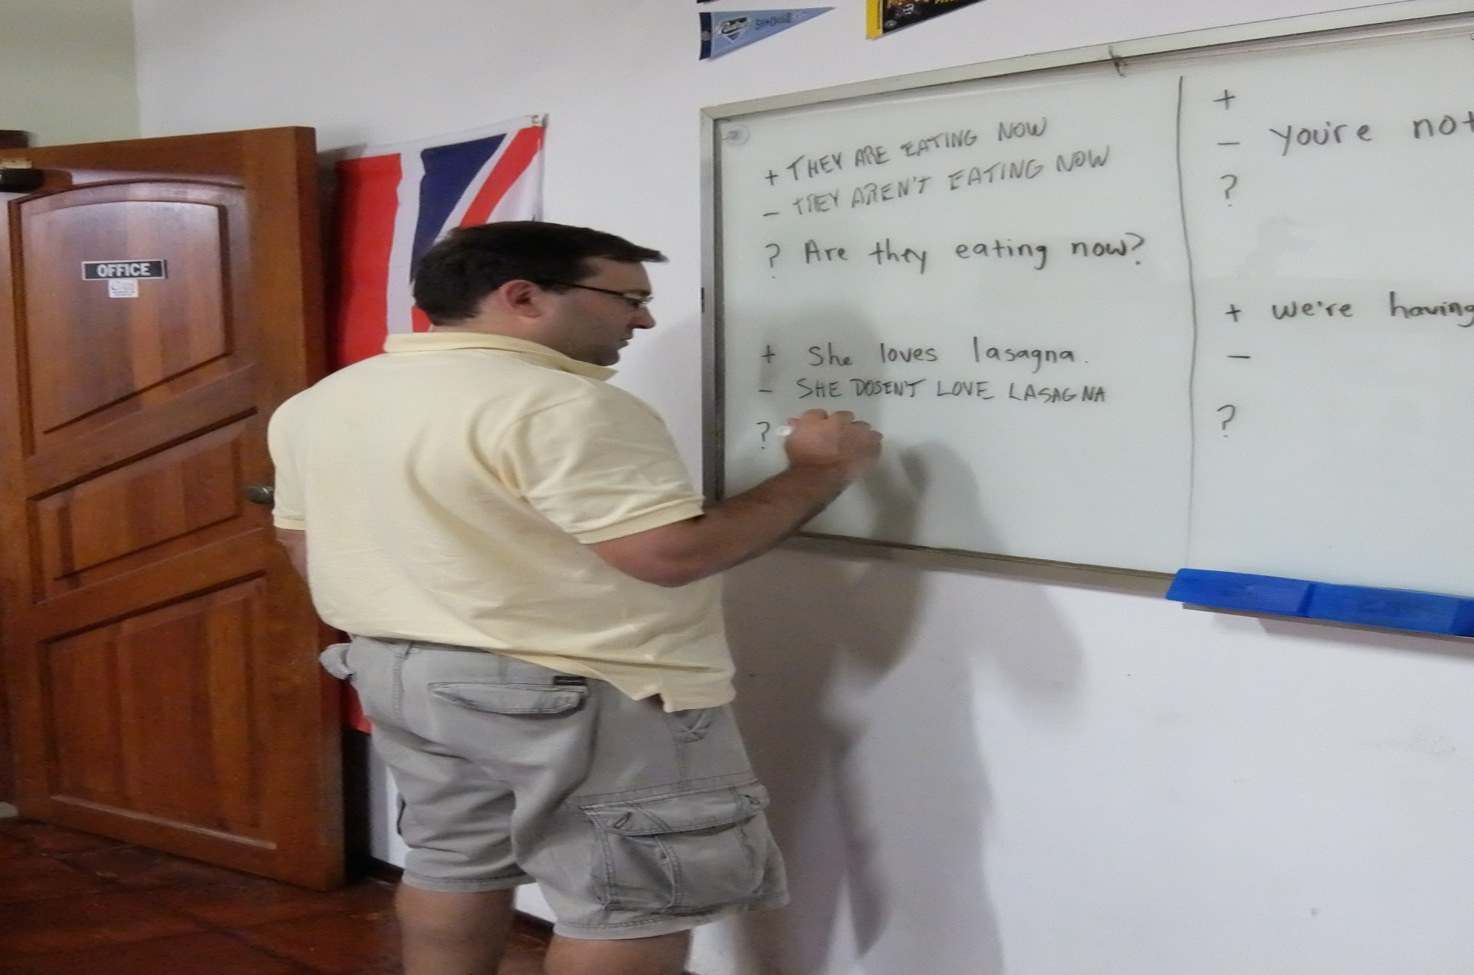 OFFICE
+ THEY ARE EATING NOW
- THEY AREN'T EATING NOW
? Are they eating now?
+ She loves lasagna.
- SHE DOSEN'T LOVE LASAGNA
?
+
- you're not
?
+ we're having
-
?